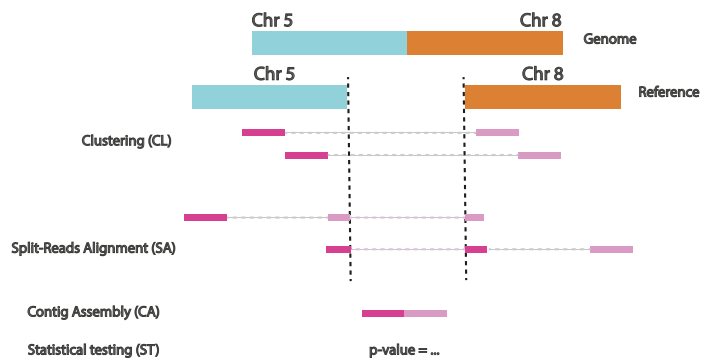 Chr 5 Chr 8
Genome
Chr 5 Chr 8
Reference
Clustering (CL)
Split-Reads Alignment (SA)
Contig Assembly (CA)
Statistical testing (ST) p-value = ...